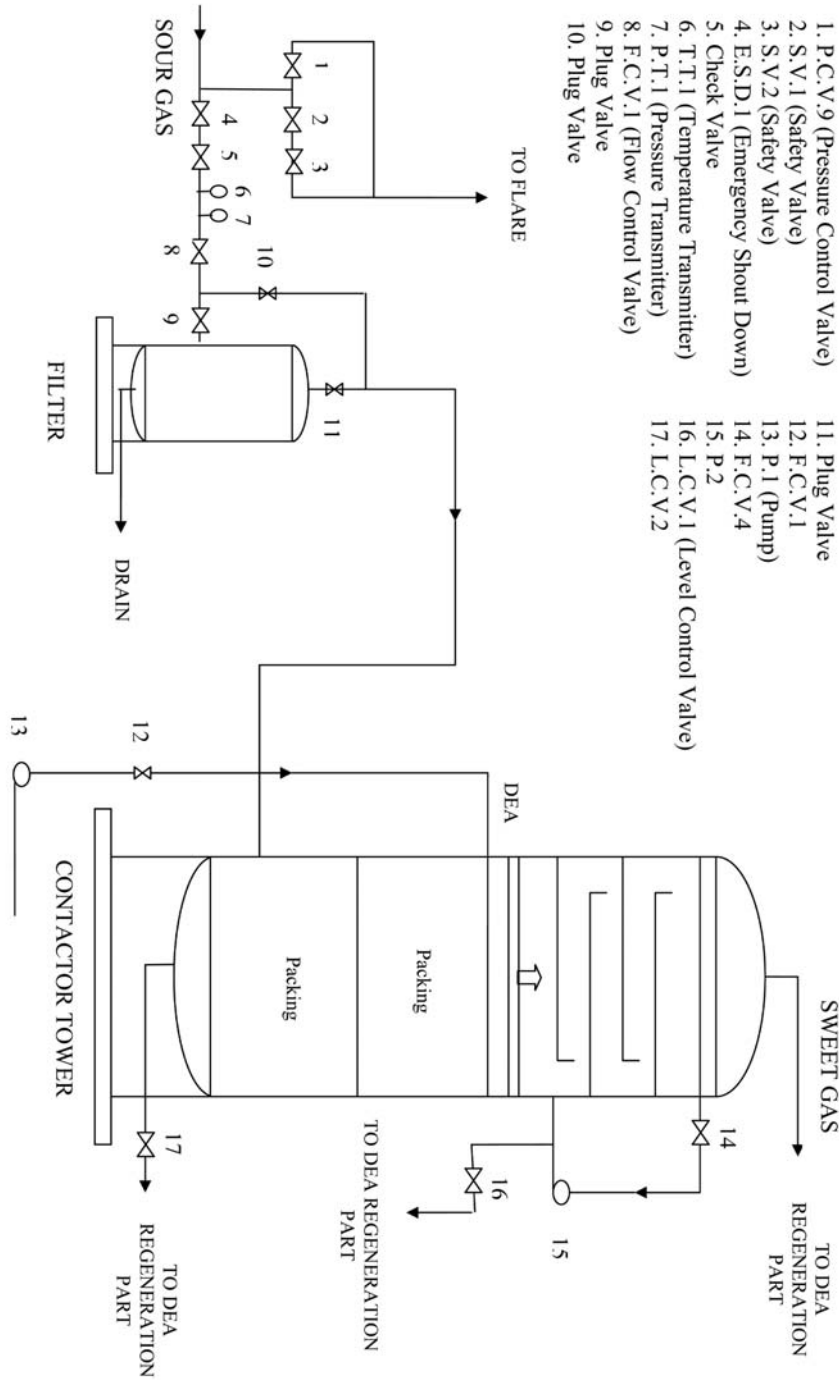 1. P.C.V.9 (Pressure Control Valve)
2. S.V.1 (Safety Valve)
3. S.V.2 (Safety Valve)
4. E.S.D.1 (Emergency Shout Down)
5. Check Valve
6. T.T.1 (Temperature Transmitter)
7. P.T.1 (Pressure Transmitter)
8. F.C.V.1 (Flow Control Valve)
9. Plug Valve
10. Plug Valve
11. Plug Valve
12. F.C.V.1
13. P.1 (Pump)
14. F.C.V.4
15. P.2
16. L.C.V.1 (Level Control Valve)
17. L.C.V.2
TO FLARE
1
2
3
SOUR GAS
4
5
6
7
8
9
10
11
FILTER
DRAIN
12
13
DEA
Packing
Packing
CONTACTOR TOWER
SWEET GAS
14
15
16
17
TO DEA
REGENERATION
PART
TO DEA REGENERATION
PART
TO DEA
REGENERATION
PART